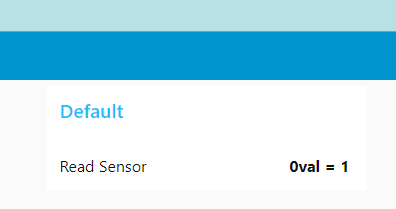 Default
Read Sensor 0val = 1